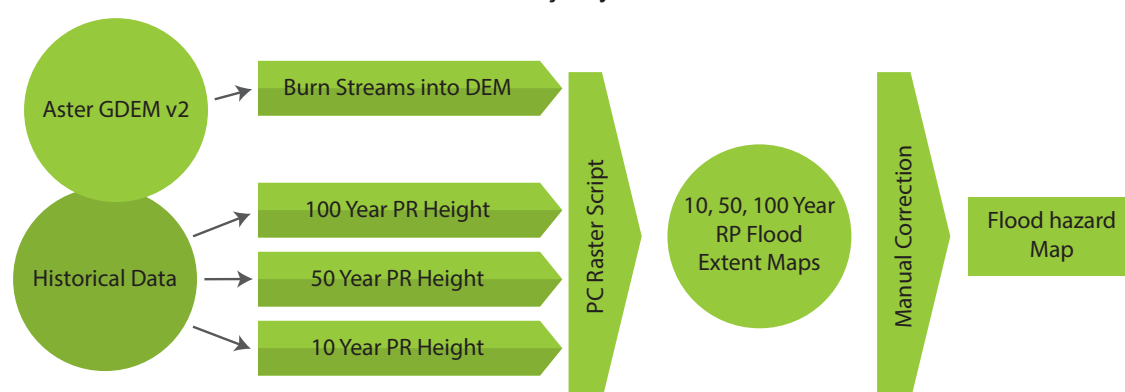 Aster GDEM v2
Historical Data
Burn Streams into DEM
100 Year PR Height
50 Year PR Height
10 Year PR Height
PC Raster Script
10, 50, 100 Year
RP Flood
Extent Maps
Manual Correction
Flood hazard
Map